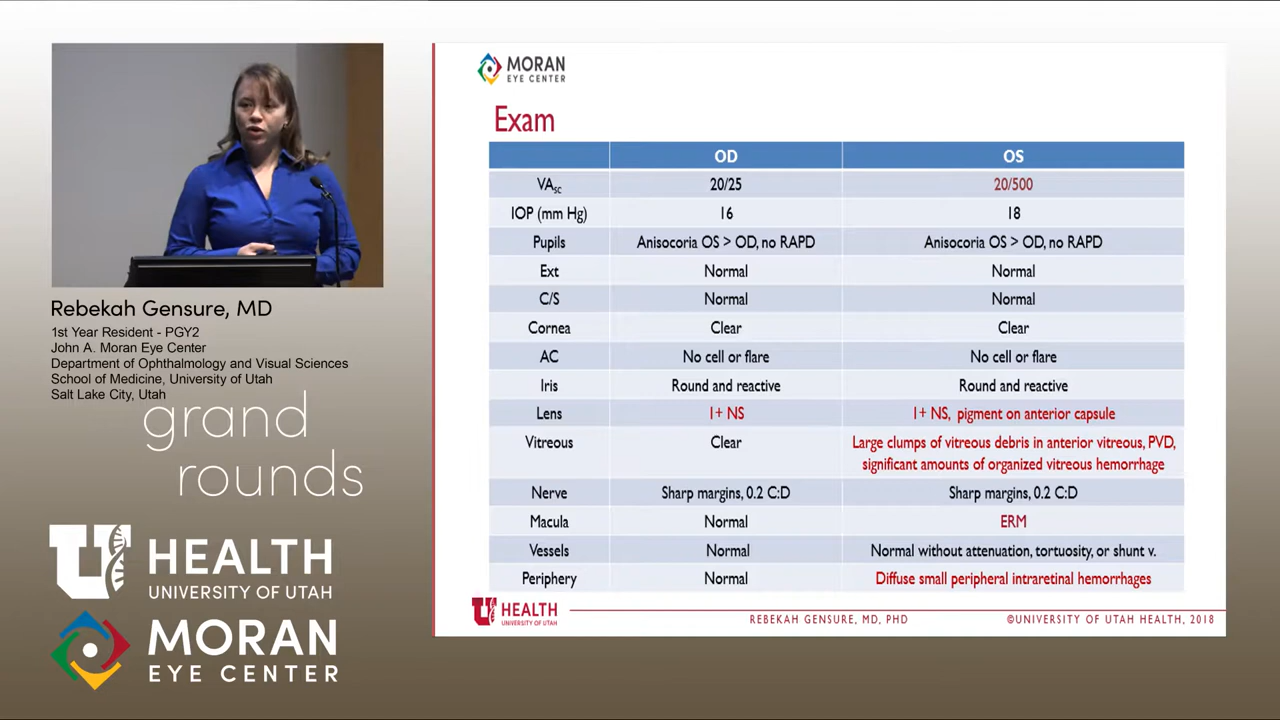 MORAN
EYE CENTER
Exam
OD OS
VAsc 20/25 20/500
IOP (mm Hg) 16 18
Pupils Anisocoria OS > OD, no RAPD Anisocoria OS > OD, no RAPD
Ext Normal Normal
C/S Normal Normal
Cornea Clear Clear
AC No cell or flare No cell or flare
Iris Round and reactive Round and reactive
Lens 1+ NS 1+ NS, pigment on anterior capsule
Vitreous Clear Large clumps of vitreous debris in anterior vitreous, PVD,
significant amounts of organized vitreous hemorrhage
Nerve Sharp margins, 0.2 C:D Sharp margins, 0.2 C:D
Macula Normal ERM
Vessels Normal Normal without attenuation, tortuosity, or shunt v.
Periphery Normal Diffuse small peripheral intraretinal hemorrhages
U HEALTH
UNIVERSITY OF UTAH
REBEKAH GENSURE, MD, PHD ©UNIVERSITY OF UTAH HEALTH, 2018
Rebekah Gensure, MD
1st Year Resident - PGY2
John A. Moran Eye Center
Department of Ophthalmology and Visual Sciences
School of Medicine, University of Utah
Salt Lake City, Utah
grand
rounds
U HEALTH
UNIVERSITY OF UTAH
MORAN
EYE CENTER